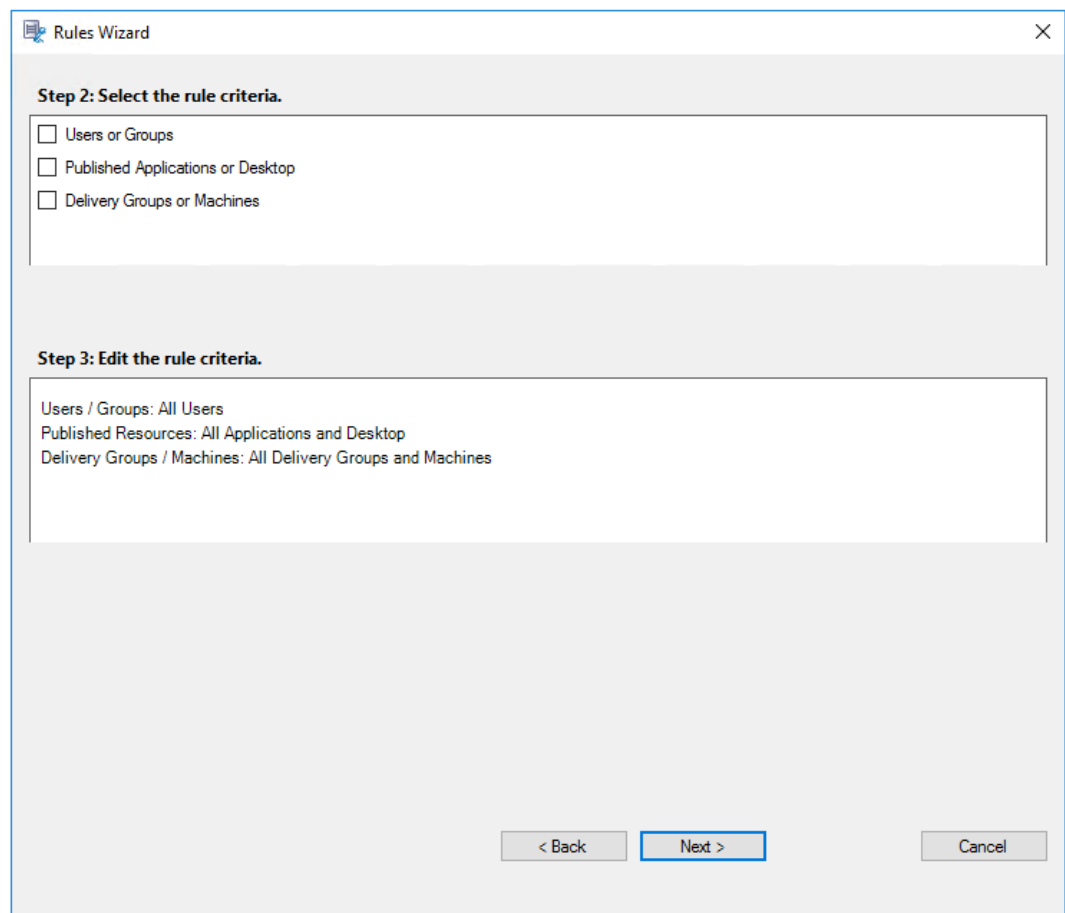 Rules Wizard
Step 2: Select the rule criteria.
Users or Groups
Published Applications or Desktop
Delivery Groups or Machines
Step 3: Edit the rule criteria.
Users / Groups: All Users
Published Resources: All Applications and Desktop
Delivery Groups / Machines: All Delivery Groups and Machines
< Back Next > Cancel